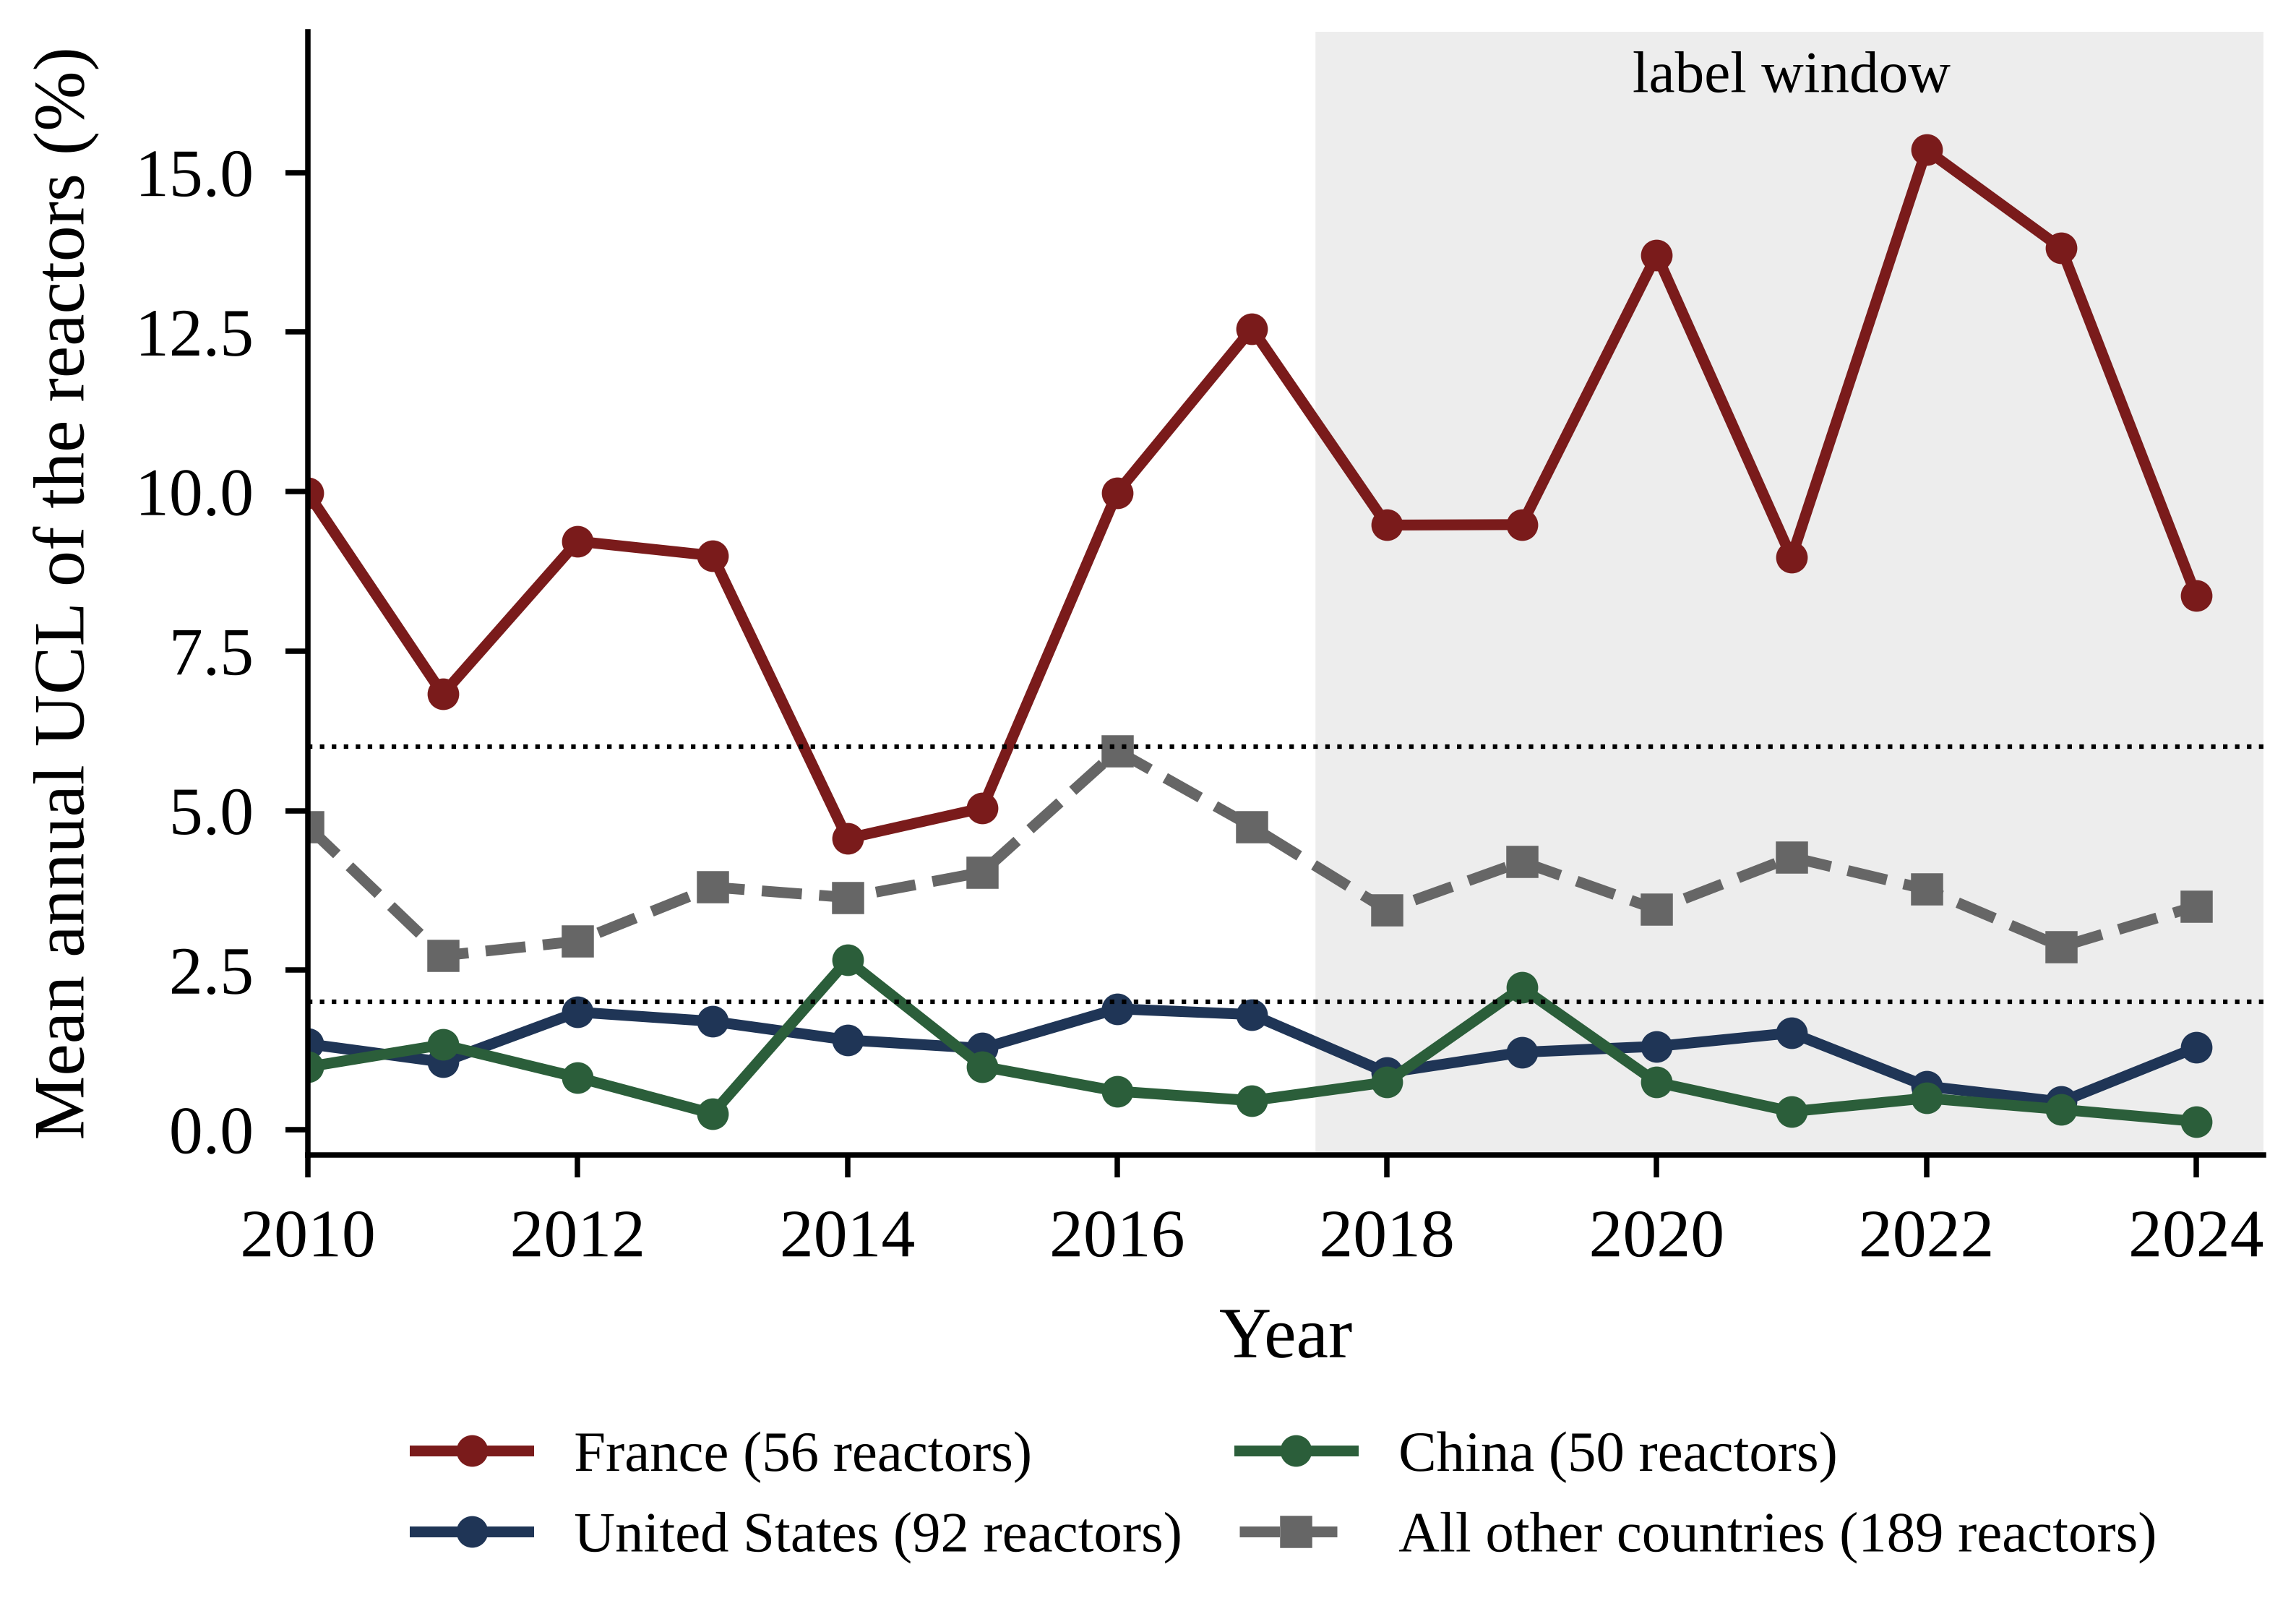 label window
Mean annual UCL of the reactors (%)
15.0
12.5
10.0
7.5
5.0
2.5
0.0
2010 2012 2014 2016 2018 2020 2022 2024
Year
France (56 reactors)
United States (92 reactors)
China (50 reactors)
All other countries (189 reactors)